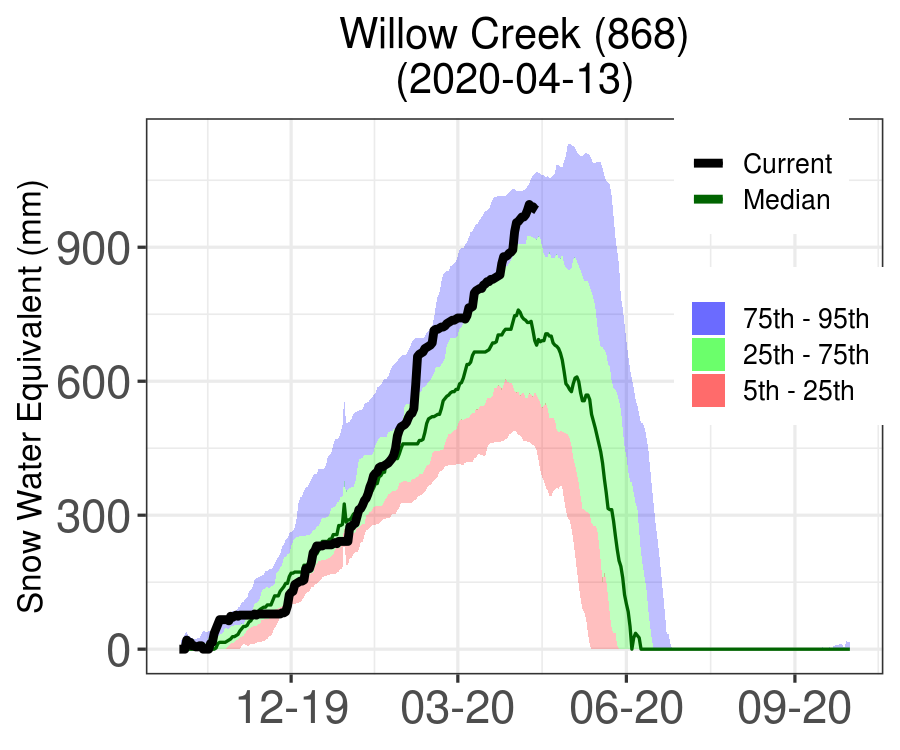 Willow Creek (868)
(2020-04-13)
Snow Water Equivalent (mm)
900
600
300
0
12-19
03-20
06-20
09-20
Current
Median
75th - 95th
25th - 75th
5th - 25th